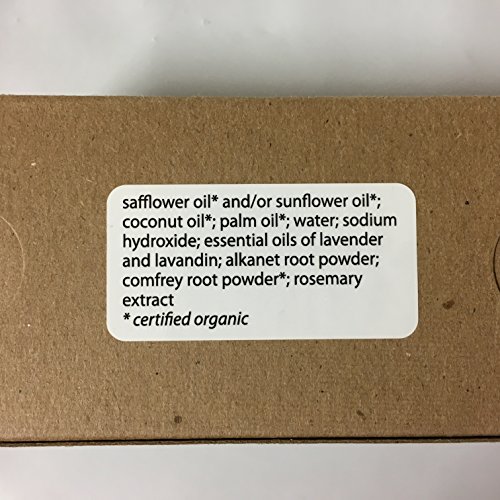 safflower oil* and/or sunflower oil*;
coconut oil*; palm oil*; water; sodium
hydroxide; essential oils of lavender
and lavandin; alkanet root powder;
comfrey root powder*; rosemary
extract
* certified organic